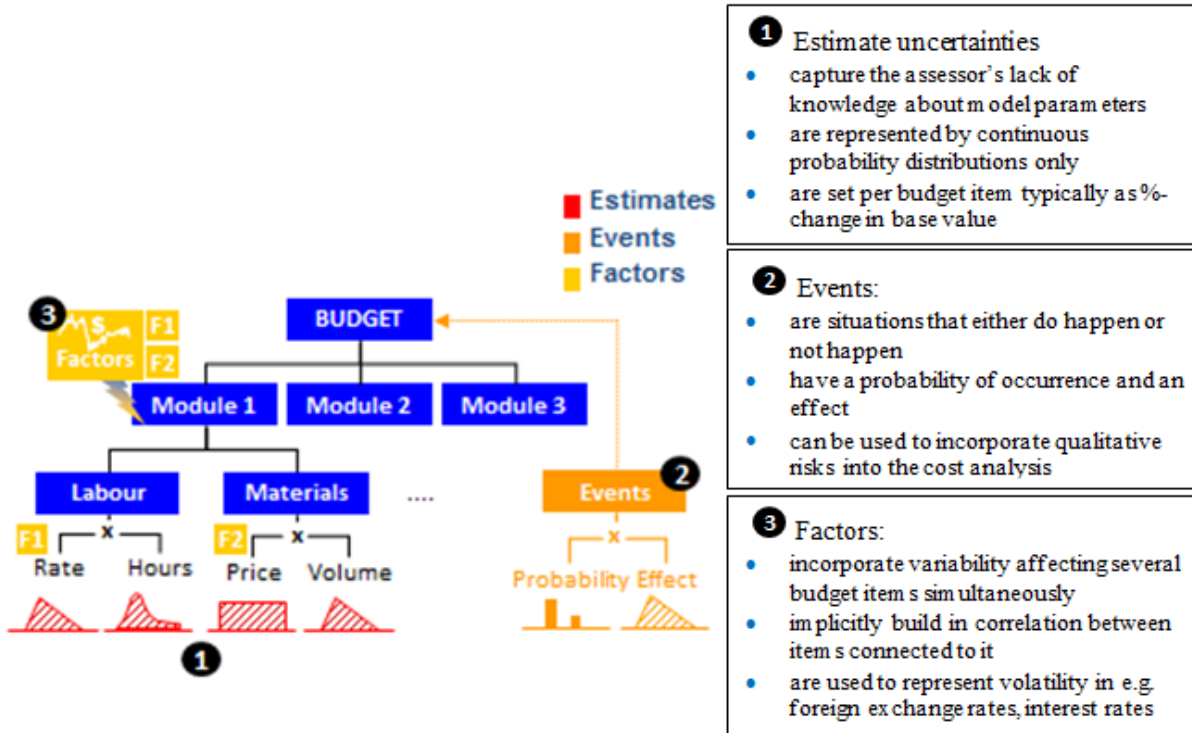 Estimates
Events
Factors
3
$
Factors
F1
F2
BUDGET
Module 1
Module 2
Module 3
Labour
Materials
....
Events
2
F1
x
Rate
Hours
F2
x
Price
Volume
x
Probability
Effect
1
1 Estimate uncertainties
• capture the assessor's lack of
knowledge about model parameters
• are represented by continuous
probability distributions only
• are set per budget item typically as %-
change in base value
2 Events:
• are situations that either do happen or
not happen
• have a probability of occurrence and an
effect
• can be used to incorporate qualitative
risks into the cost analysis
3 Factors:
• incorporate variability affecting several
budget items simultaneously
• implicitly build in correlation between
items connected to it
• are used to represent volatility in e.g.
foreign exchange rates, interest rates